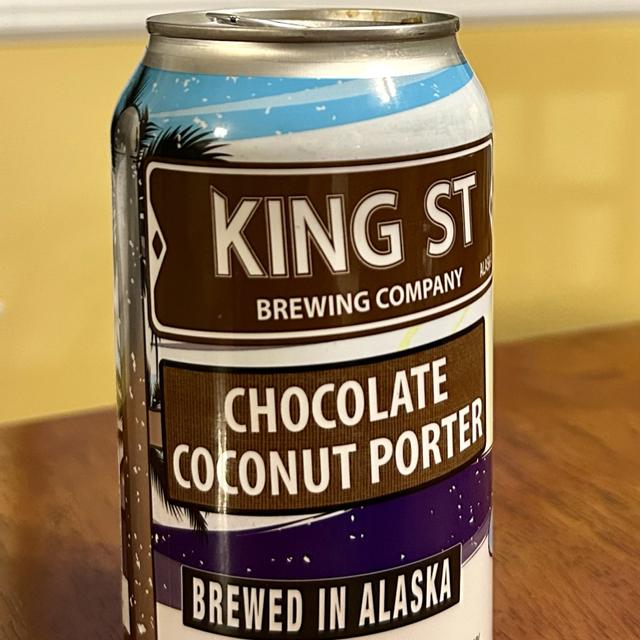 KING ST
BREWING COMPANY
CHOCOLATE
COCONUT PORTER
BREWED IN ALASKA